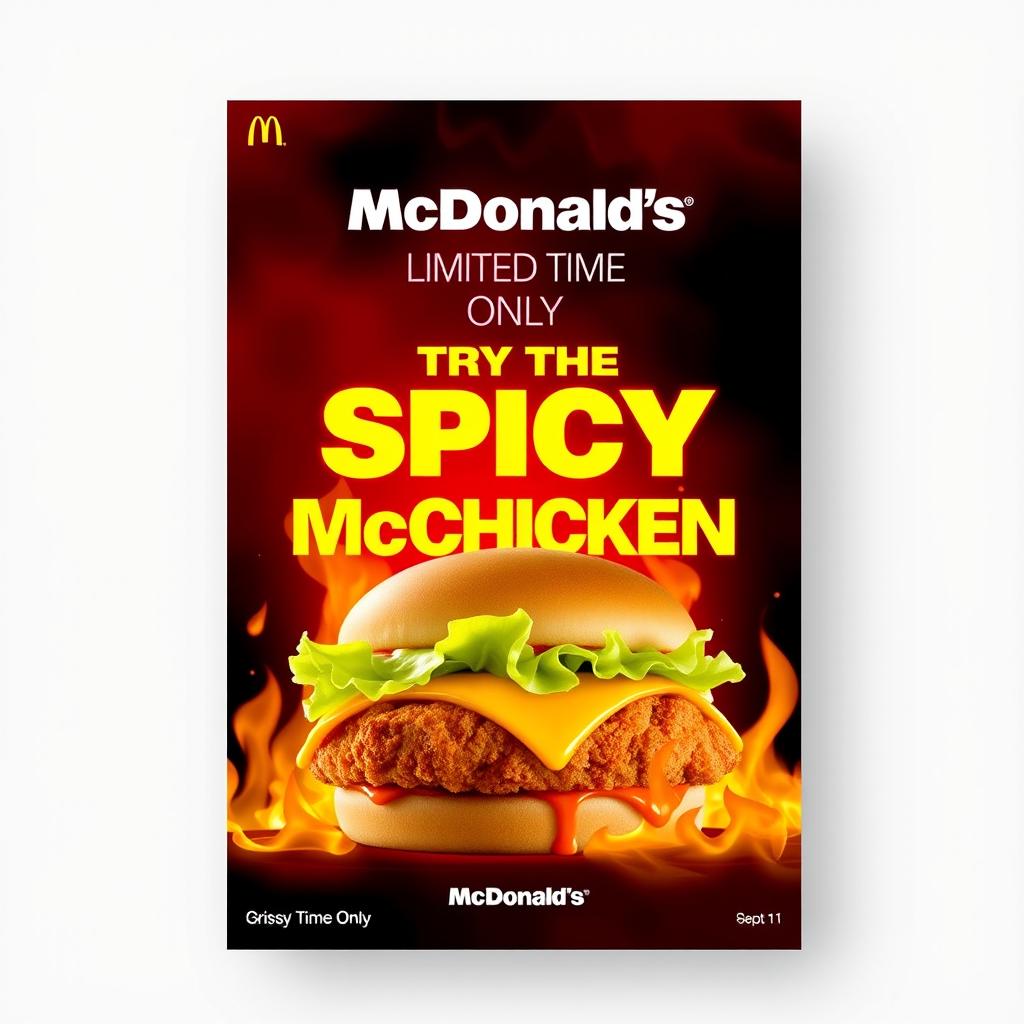 McDonald's®
LIMITED TIME
ONLY
TRY THE
SPICY
McCHICKEN
McDonald's®
Grissy Time Only
Sept 11